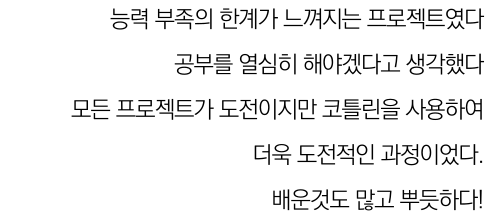 능력 부족의 한계가 느껴지는 프로젝트였다
공부를 열심히 해야겠다고 생각했다
모든 프로젝트가 도전이지만 코틀린을 사용하여
더욱 도전적인 과정이었다.
배운것도 많고 뿌듯하다!